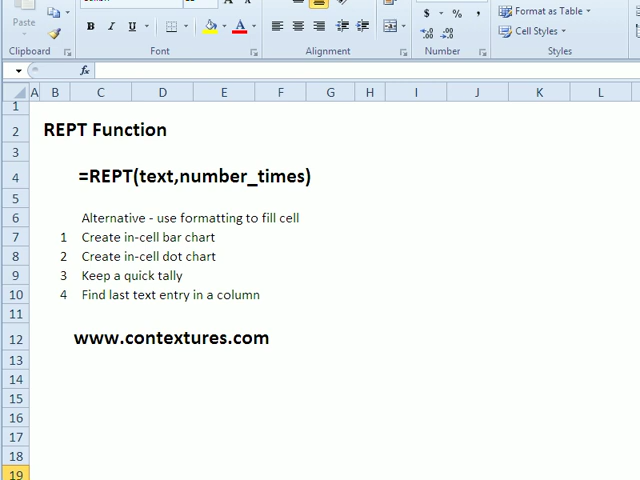 Paste
B I U
A
$ % ,
Format as Table
Cell Styles
Clipboard Font Alignment Number Styles
fx
A B C D E F G H I J K L
1
2 REPT Function
3
4 =REPT(text,number_times)
5
6 Alternative - use formatting to fill cell
7 1 Create in-cell bar chart
8 2 Create in-cell dot chart
9 3 Keep a quick tally
10 4 Find last text entry in a column
11
12 www.contextures.com
13
14
15
16
17
18
19